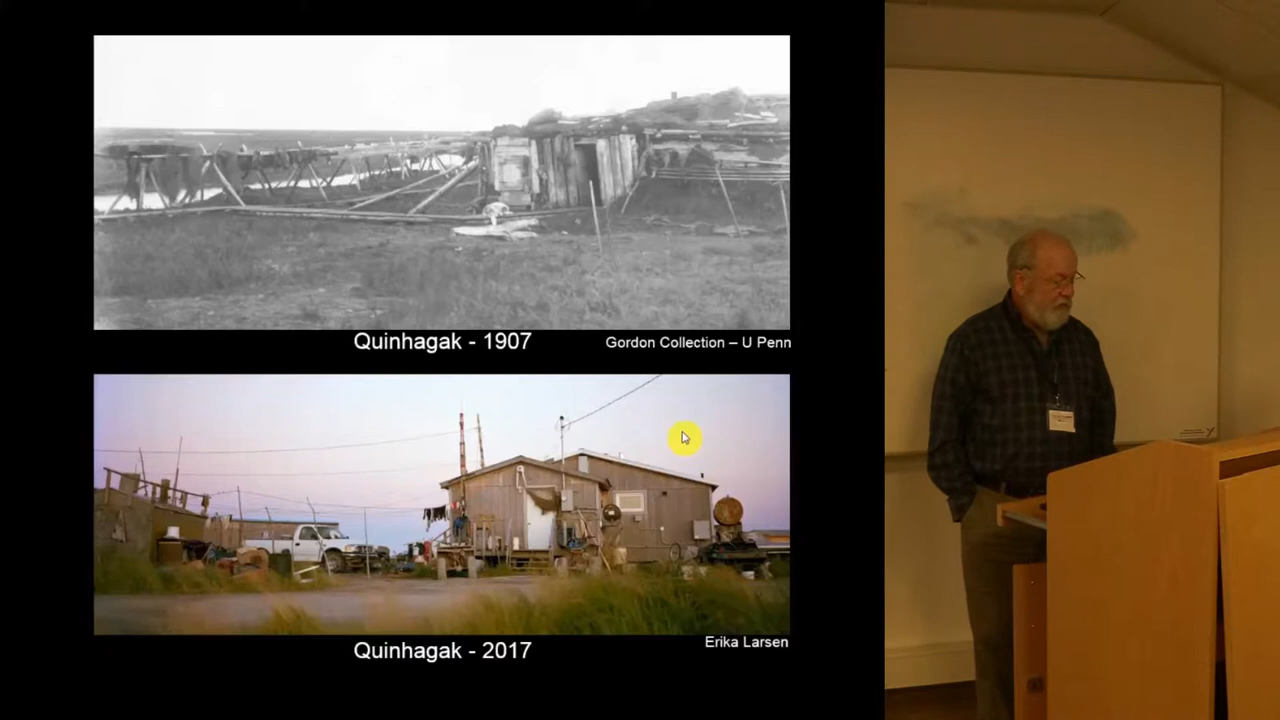 Quinhagak - 1907
Gordon Collection – U Penn
Quinhagak - 2017
Erika Larsen